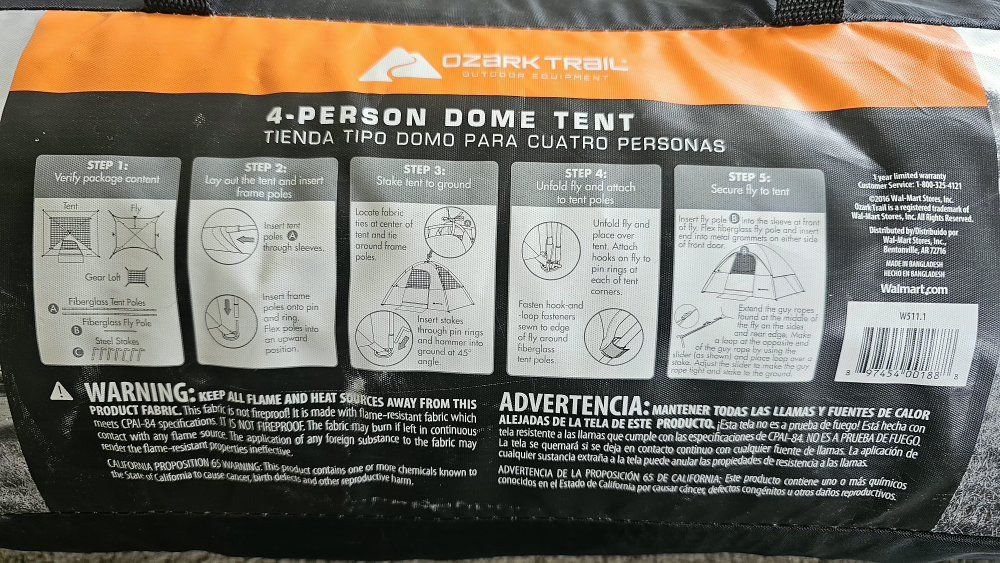 OZARK TRAIL
OUTDOOR EQUIPMENT
4-PERSON DOME TENT
TIENDA TIPO DOMO PARA CUATRO PERSONAS
STEP 1:
Verify package content
Tent
Fly
Gear Loft
Fiberglass Tent Poles
A
Fiberglass Fly Pole
B
Steel Stakes
C
STEP 2:
Lay out the tent and insert
frame poles
Insert tent
poles A
through sleeves.
Insert frame
poles onto pin
and ring.
Flex poles into
an upward
position.
STEP 3:
Stake tent to ground
Locate fabric
ties at center of
tent and tie
around frame
poles.
Insert stakes
through pin rings
and hammer into
ground at 45°
angle.
STEP 4:
Unfold fly and attach
to tent poles
Unfold fly and
place over
tent. Attach
hooks on fly to
pin rings at
each of tent
corners.
Fasten hook-and
-loop fasteners
sewn to edge
of fly around
fiberglass
tent poles.
STEP 5:
Secure fly to tent
Insert fly pole B into the sleeve at front
of fly. Flex fiberglass fly pole and insert
end into metal grommets on either side
of front door.
Extend the guy ropes
found at the middle of
the fly on the sides
and rear edge. Make
a loop at the opposite end
of the guy rope by using the
slider (as shown) and place loop over a
stake. Adjust the slider to make the guy
rope tight and stake to the ground.
1 year limited warranty
Customer Service: 1-800-325-4121
©2016 Wal-Mart Stores, Inc.
Ozark Trail is a registered trademark of
Wal-Mart Stores, Inc. All Rights Reserved.
Distributed by/Distribuido por
Wal-Mart Stores, Inc.,
Bentonville, AR 72716
MADE IN BANGLADESH
HECHO EN BANGLADESH
Walmart.com
W511.1
8 97454 00188 8
WARNING: KEEP ALL FLAME AND HEAT SOURCES AWAY FROM THIS
PRODUCT FABRIC. This fabric is not fireproof! It is made with flame-resistant fabric which
meets CPAI-84 specifications. IT IS NOT FIREPROOF. The fabric may burn if left in continuous
contact with any flame source. The application of any foreign substance to the fabric may
render the flame-resistant properties ineffective.
CALIFORNIA PROPOSITION 65 WARNING: This product contains one or more chemicals known to
the State of California to cause cancer, birth defects and other reproductive harm.
ADVERTENCIA: MANTENER TODAS LAS LLAMAS Y FUENTES DE CALOR
ALEJADAS DE LA TELA DE ESTE PRODUCTO. ¡Esta tela no es a prueba de fuego! Está hecha con
tela resistente a las llamas que cumple con las especificaciones de CPAI-84. NO ES A PRUEBA DE FUEGO.
La tela se quemará si se deja en contacto continuo con cualquier fuente de llamas. La aplicación de
cualquier sustancia extraña a la tela puede anular las propiedades de resistencia a las llamas.
ADVERTENCIA DE LA PROPOSICIÓN 65 DE CALIFORNIA: Este producto contiene uno o más químicos
conocidos en el Estado de California por causar cáncer, defectos congénitos u otros daños reproductivos.